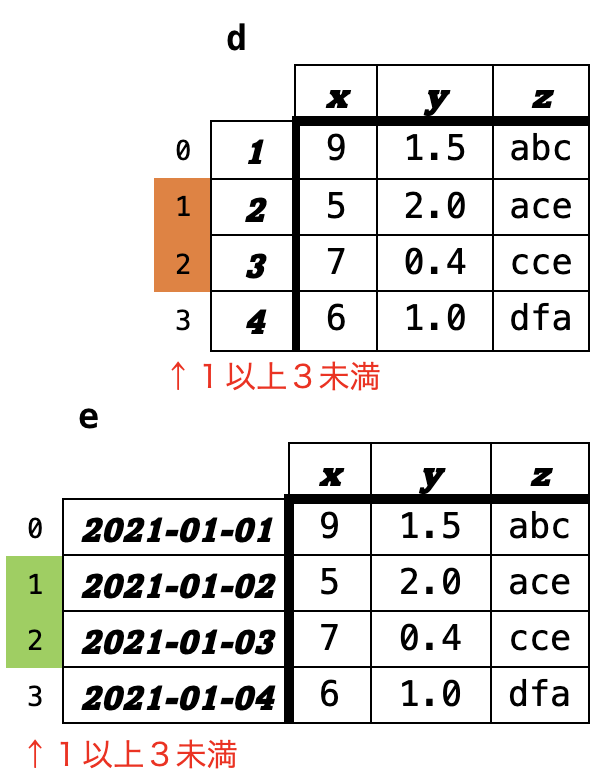 d
x y z
0 1 9 1.5 abc
1 2 5 2.0 ace
2 3 7 0.4 cce
3 4 6 1.0 dfa
↑１以上３未満
e
x y z
0 2021-01-01 9 1.5 abc
1 2021-01-02 5 2.0 ace
2 2021-01-03 7 0.4 cce
3 2021-01-04 6 1.0 dfa
↑１以上３未満